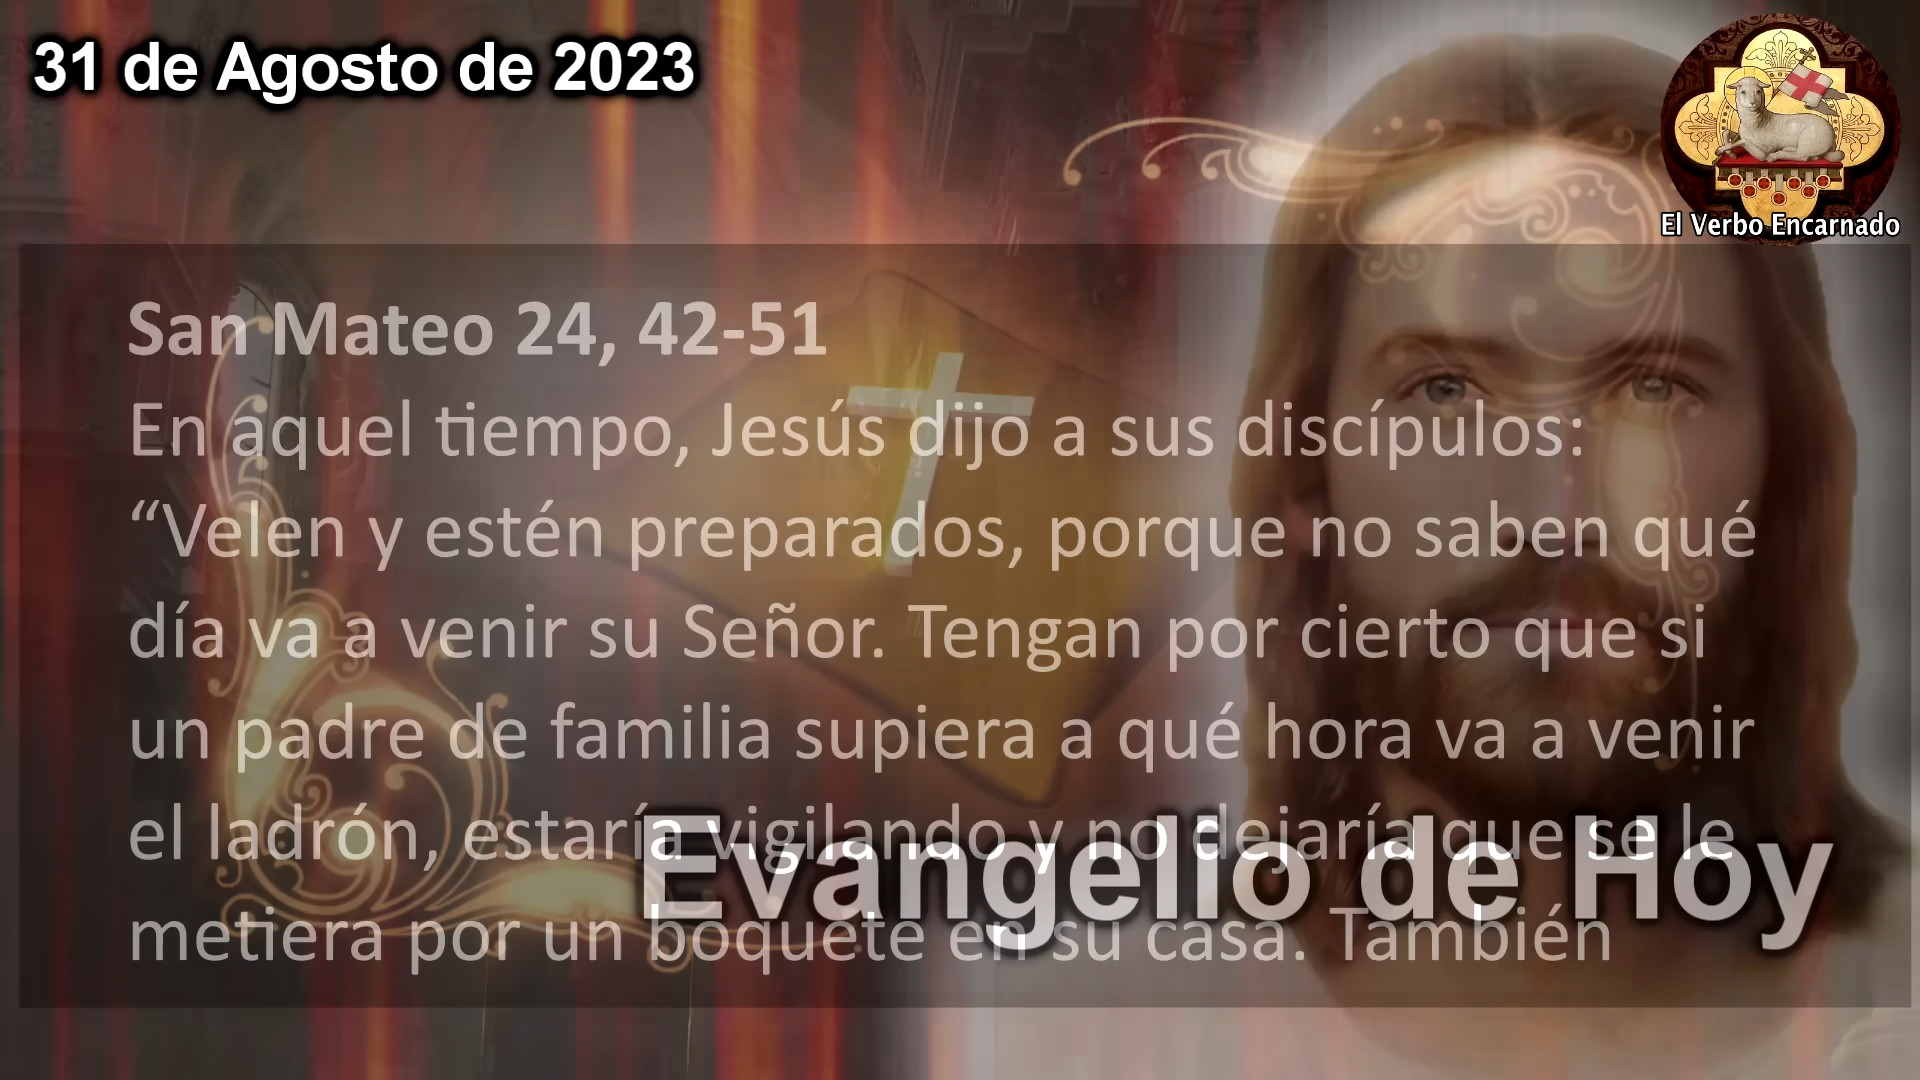 31 de Agosto de 2023
El Verbo Encarnado
San Mateo 24, 42-51
En aquel tiempo, Jesús dijo a sus discípulos:
“Velen y estén preparados, porque no saben qué
día va a venir su Señor. Tengan por cierto que si
un padre de familia supiera a qué hora va a venir
el ladrón, estaría vigilando y no dejaría que se le
metiera por un boquete en su casa. También
Evangelio de Hoy